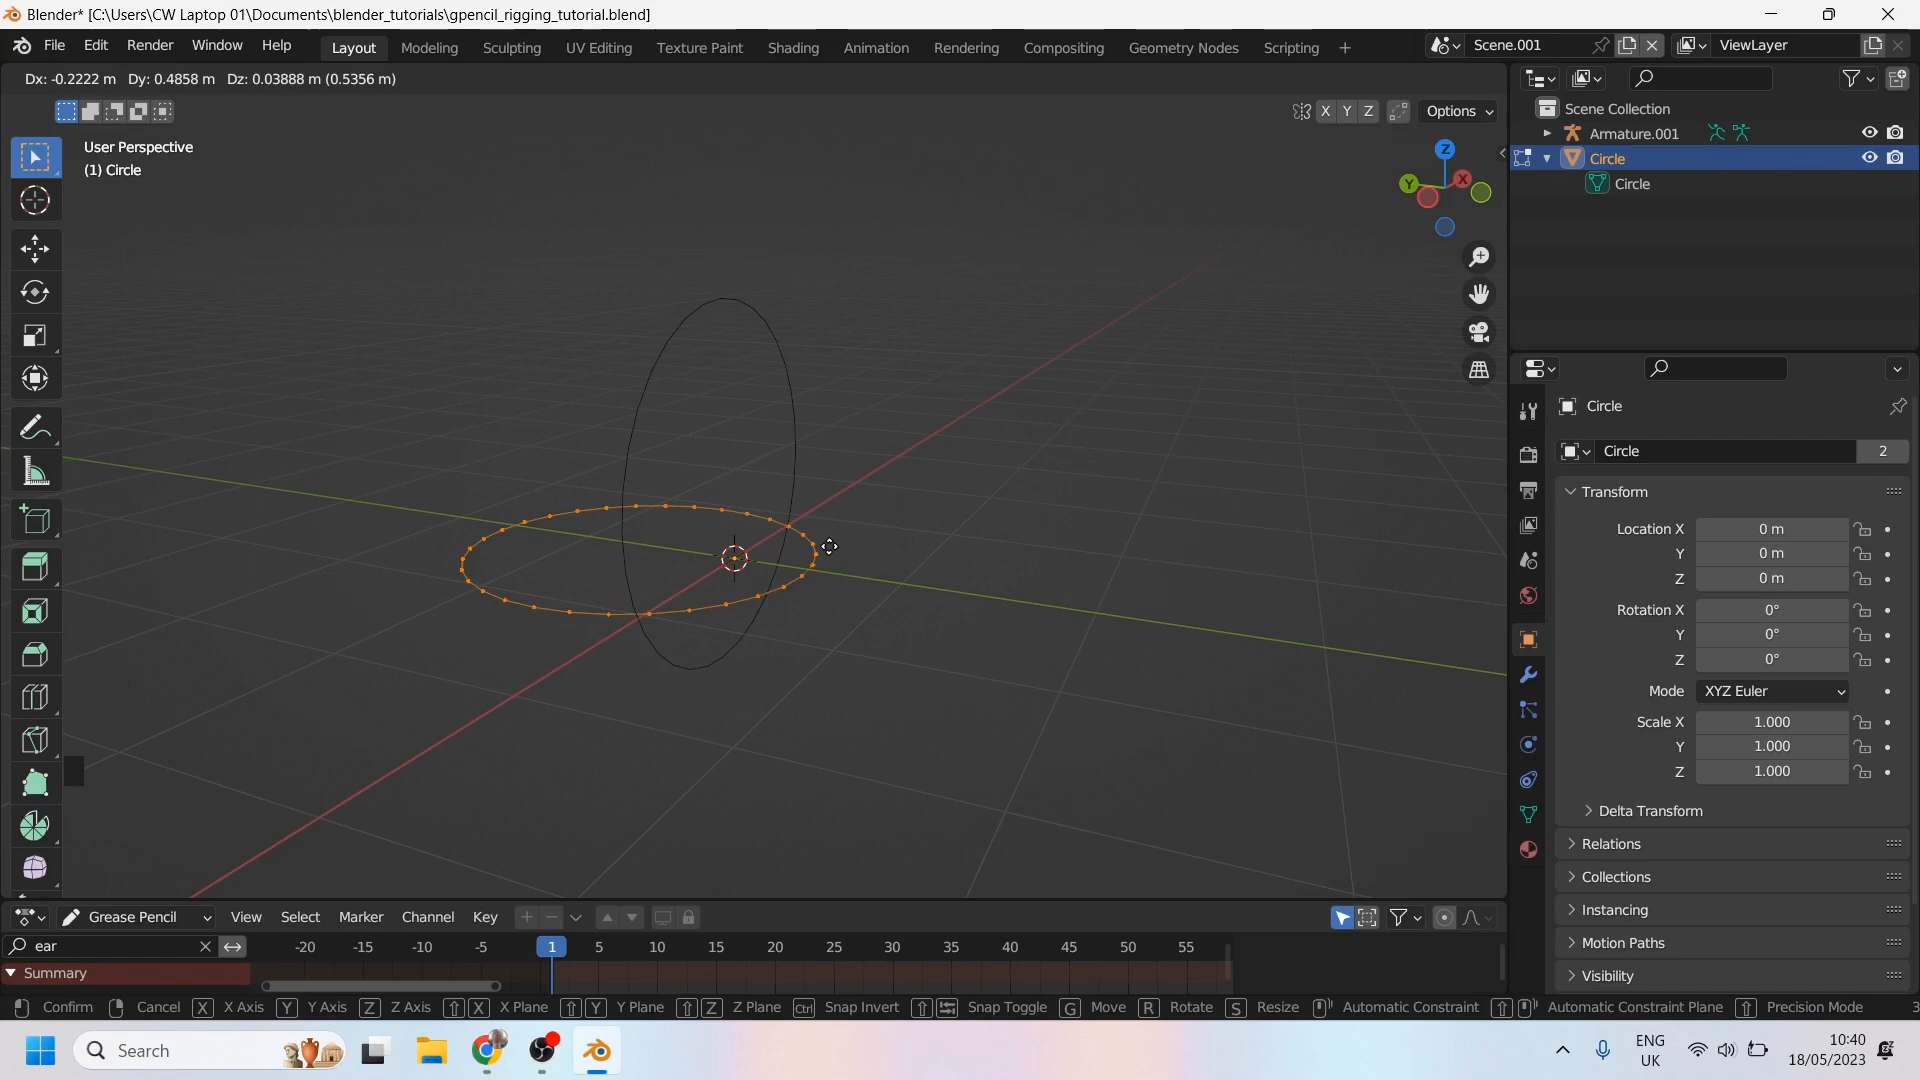 Blender* [C:\Users\CW Laptop 01\Documents\blender_tutorials\gpencil_rigging_tutorial.blend]
File Edit Render Window Help Layout Modeling Sculpting UV Editing Texture Paint Shading Animation Rendering Compositing Geometry Nodes Scripting + Scene.001 ViewLayer
Dx: -0.2222 m Dy: 0.4858 m Dz: 0.03888 m (0.5356 m)
X Y Z Options
User Perspective
(1) Circle
Z
Y
X
Scene Collection
Armature.001
Circle
Circle
Circle
Circle 2
Transform
Location X 0 m
Y 0 m
Z 0 m
Rotation X 0°
Y 0°
Z 0°
Mode XYZ Euler
Scale X 1.000
Y 1.000
Z 1.000
Delta Transform
Relations
Collections
Instancing
Motion Paths
Visibility
Grease Pencil View Select Marker Channel Key
ear -20 -15 -10 -5 1 5 10 15 20 25 30 35 40 45 50 55
Summary
Confirm Cancel X X Axis Y Y Axis Z Z Axis X X Plane Y Y Plane Z Z Plane Ctrl Snap Invert Snap Toggle G Move R Rotate S Resize Automatic Constraint Automatic Constraint Plane Precision Mode 3
Search
ENG
UK
10:40
18/05/2023